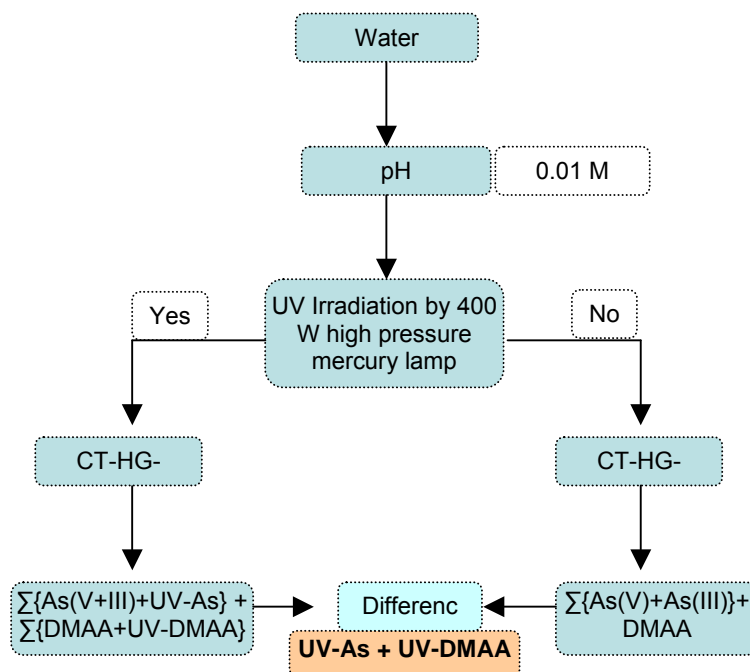 Water
pH
0.01 M
UV Irradiation by 400
W high pressure
mercury lamp
Yes
No
CT-HG-
CT-HG-
∑{As(V+III)+UV-As} +
∑{DMAA+UV-DMAA}
Differenc
∑{As(V)+As(III)}+
DMAA
UV-As + UV-DMAA